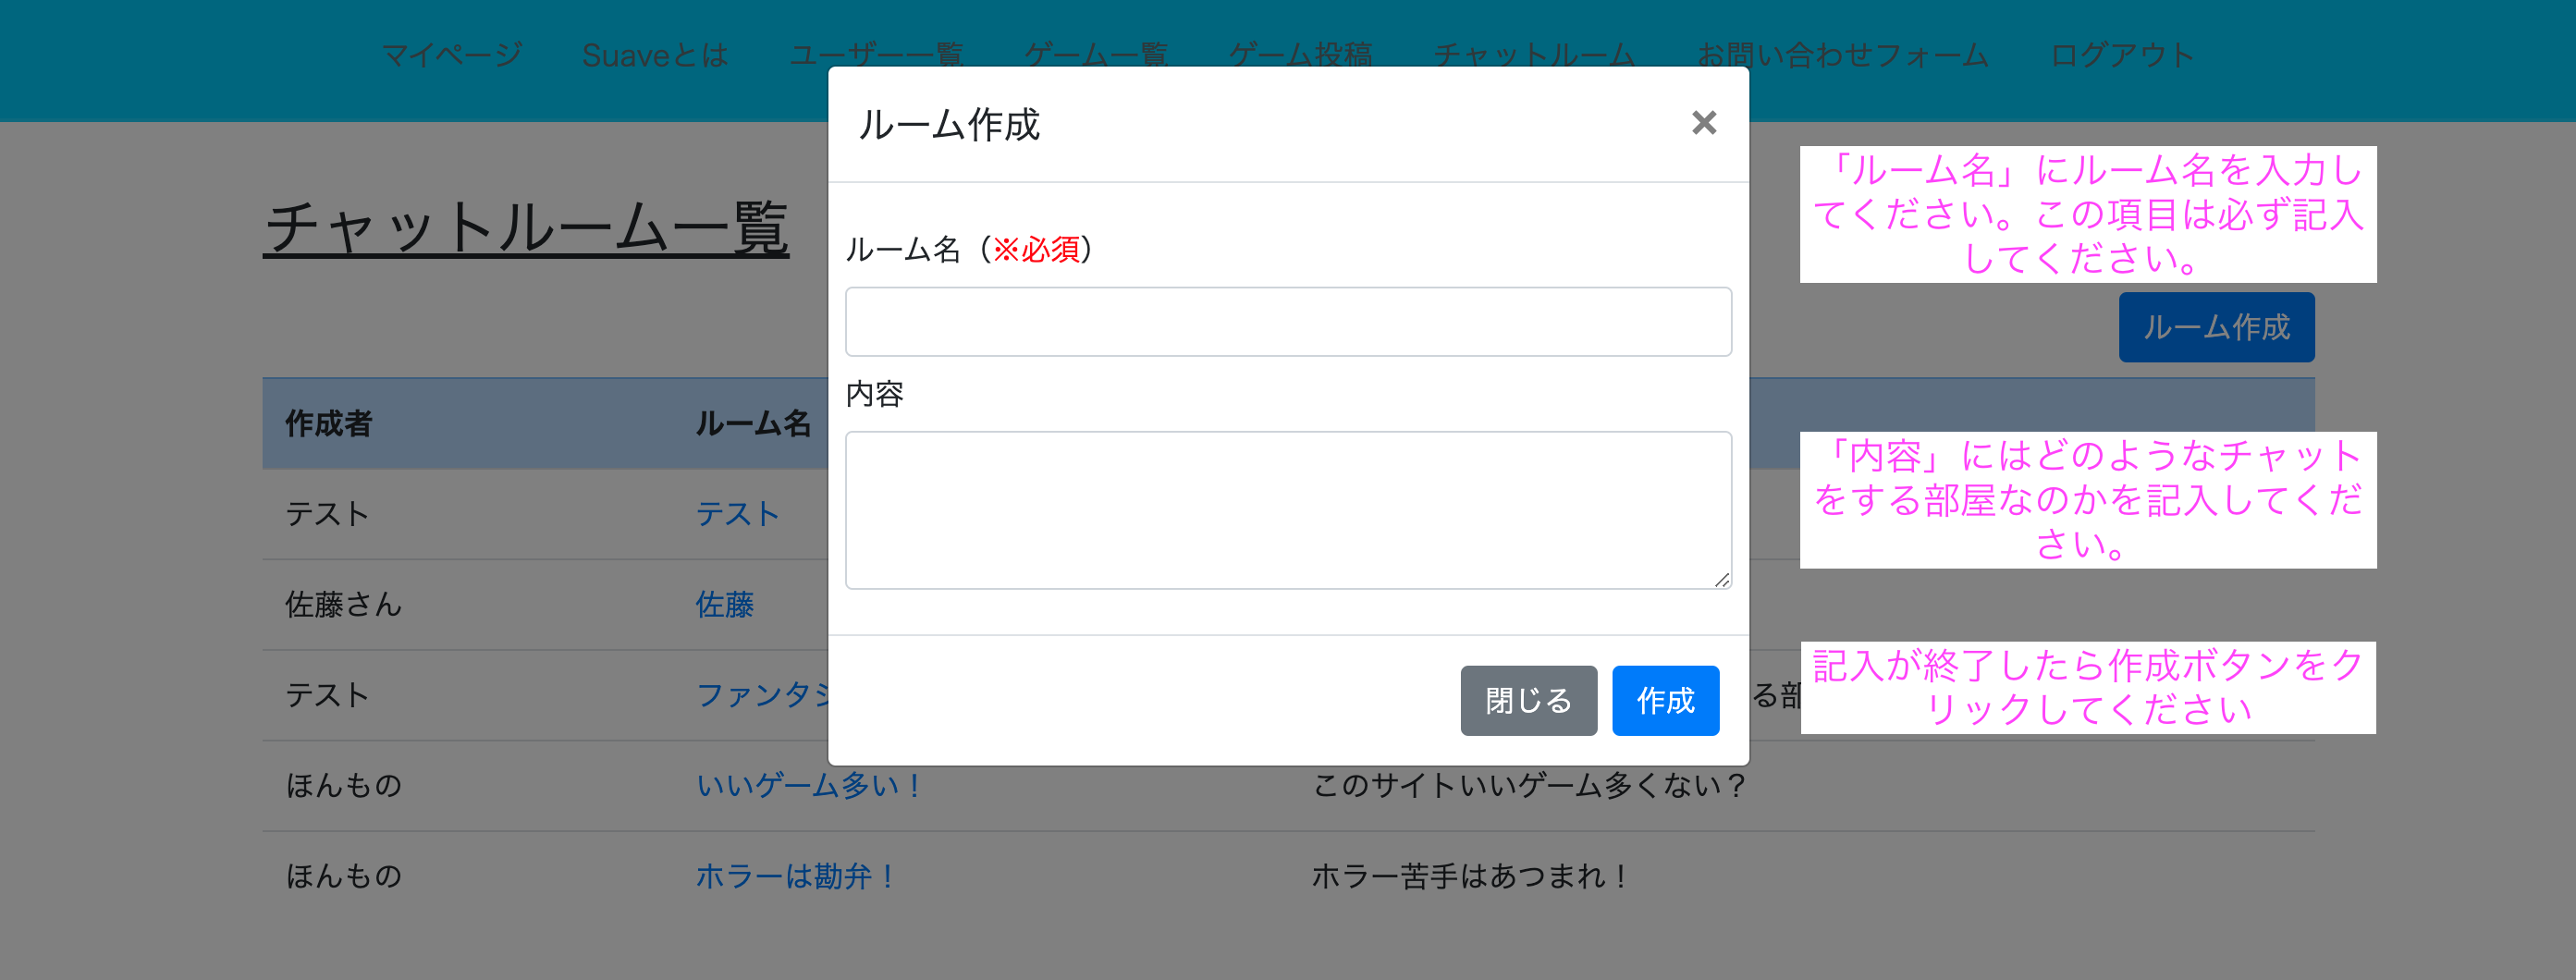 マイページ Suaveとは ユーザー一覧 ゲーム一覧 ゲーム投稿 チャットルーム お問い合わせフォーム ログアウト
チャットルーム一覧
ルーム作成
×
ルーム名（※必須）
内容
閉じる 作成
「ルーム名」にルーム名を入力し
てください。この項目は必ず記入
してください。
ルーム作成
「内容」にはどのようなチャット
をする部屋なのかを記入してくだ
さい。
記入が終了したら作成ボタンをク
リックしてください
作成者 ルーム名
テスト テスト
佐藤さん 佐藤
テスト ファンタジ る部
ほんもの いいゲーム多い！ このサイトいいゲーム多くない？
ほんもの ホラーは勘弁！ ホラー苦手はあつまれ！